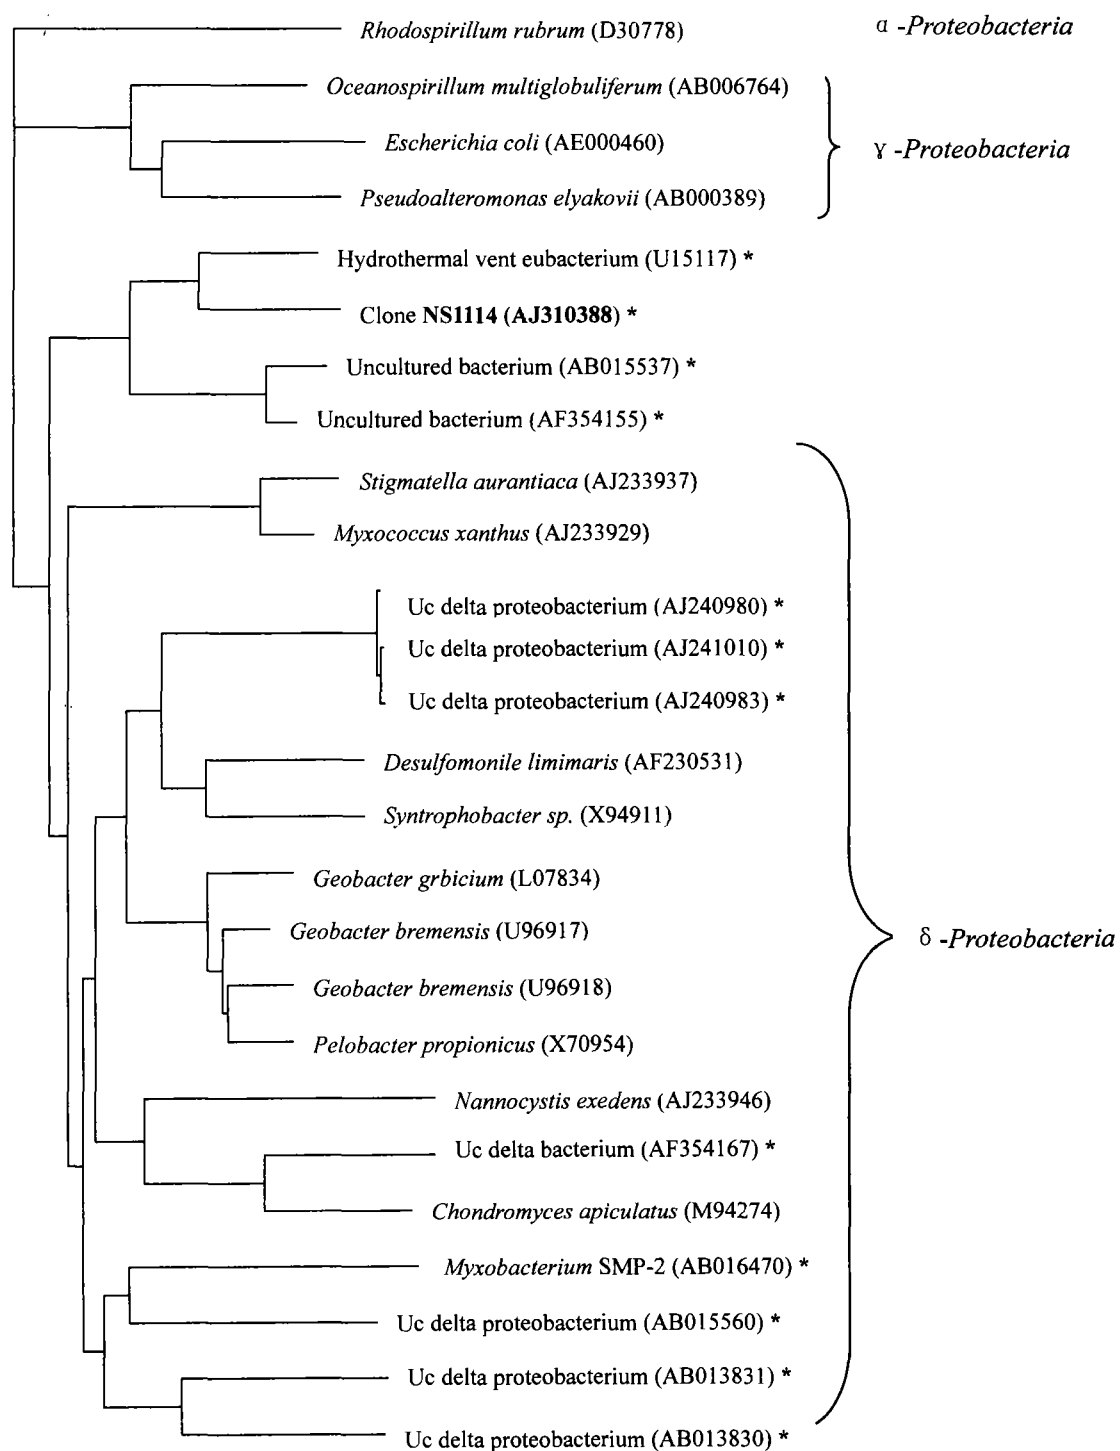 Rhodospirillum rubrum (D30778)
α -Proteobacteria
Oceanospirillum multiglobuliferum (AB006764)
Escherichia coli (AE000460)
γ -Proteobacteria
Pseudoalteromonas elyakovii (AB000389)
Hydrothermal vent eubacterium (U15117) *
Clone NS1114 (AJ310388) *
Uncultured bacterium (AB015537) *
Uncultured bacterium (AF354155) *
Stigmatella aurantiaca (AJ233937)
Myxococcus xanthus (AJ233929)
Uc delta proteobacterium (AJ240980) *
Uc delta proteobacterium (AJ241010) *
Uc delta proteobacterium (AJ240983) *
Desulfomonile limimaris (AF230531)
Syntrophobacter sp. (X94911)
Geobacter grbicium (L07834)
Geobacter bremensis (U96917)
δ -Proteobacteria
Geobacter bremensis (U96918)
Pelobacter propionicus (X70954)
Nannocystis exedens (AJ233946)
Uc delta bacterium (AF354167) *
Chondromyces apiculatus (M94274)
Myxobacterium SMP-2 (AB016470) *
Uc delta proteobacterium (AB015560) *
Uc delta proteobacterium (AB013831) *
Uc delta proteobacterium (AB013830) *